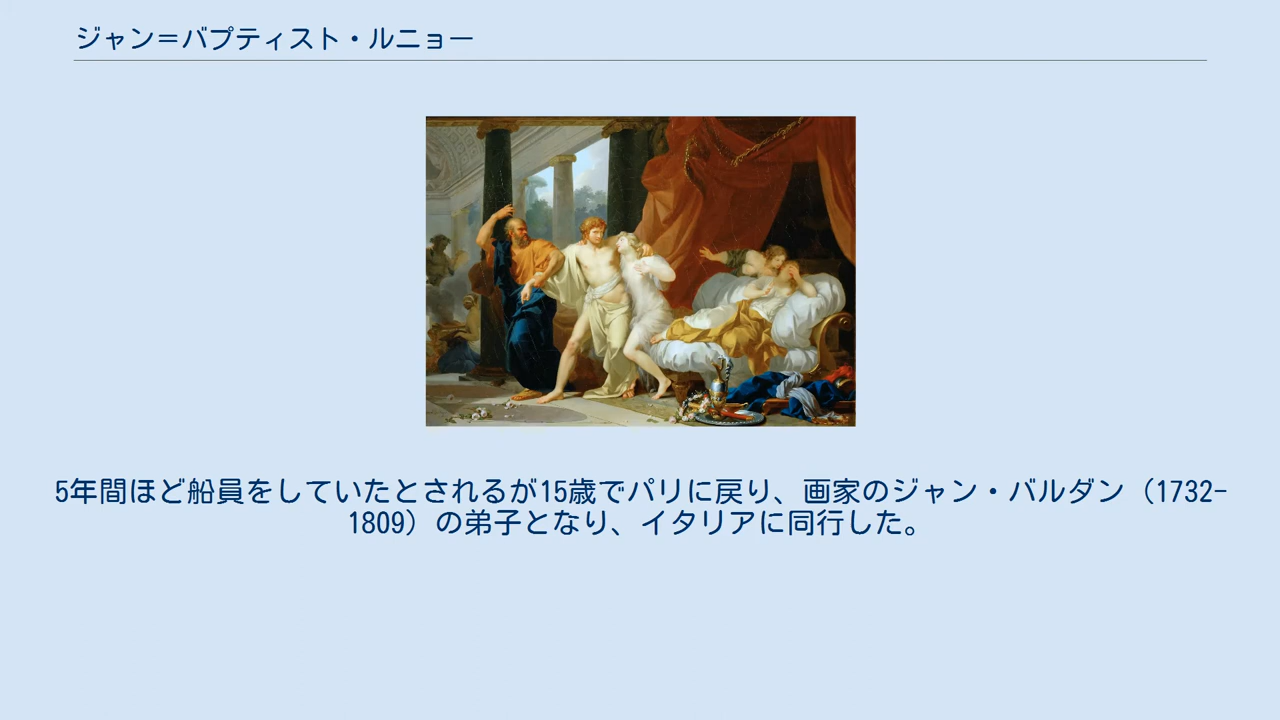 ジャン＝バプティスト・ルニョー
5年間ほど船員をしていたとされるが15歳でパリに戻り、画家のジャン・バルダン（1732-
1809）の弟子となり、イタリアに同行した。